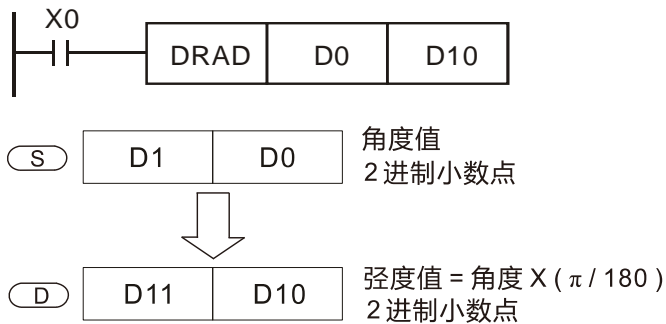 X0
DRAD D0 D10
S D1 D0 角度值
2进制小数点
D D11 D10 弪度值 = 角度 X ( π / 180 )
2进制小数点